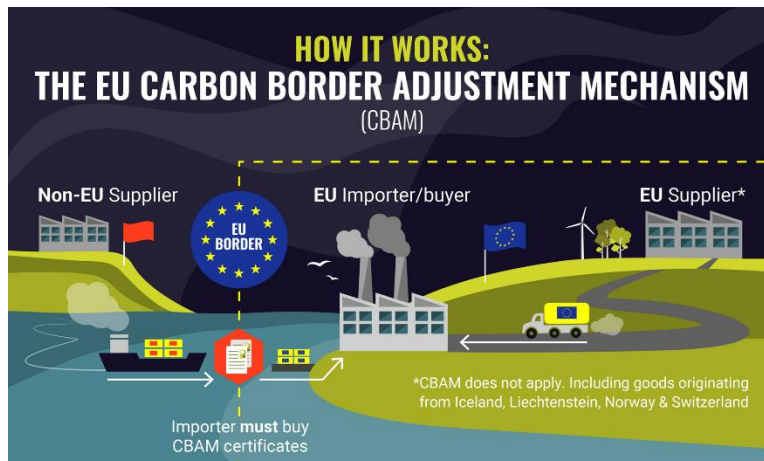 HOW IT WORKS:
THE EU CARBON BORDER ADJUSTMENT MECHANISM
(CBAM)
Non-EU Supplier
EU
BORDER
EU Importer/buyer
EU Supplier*
*CBAM does not apply. Including goods originating
from Iceland, Liechtenstein, Norway & Switzerland
Importer must buy
CBAM certificates